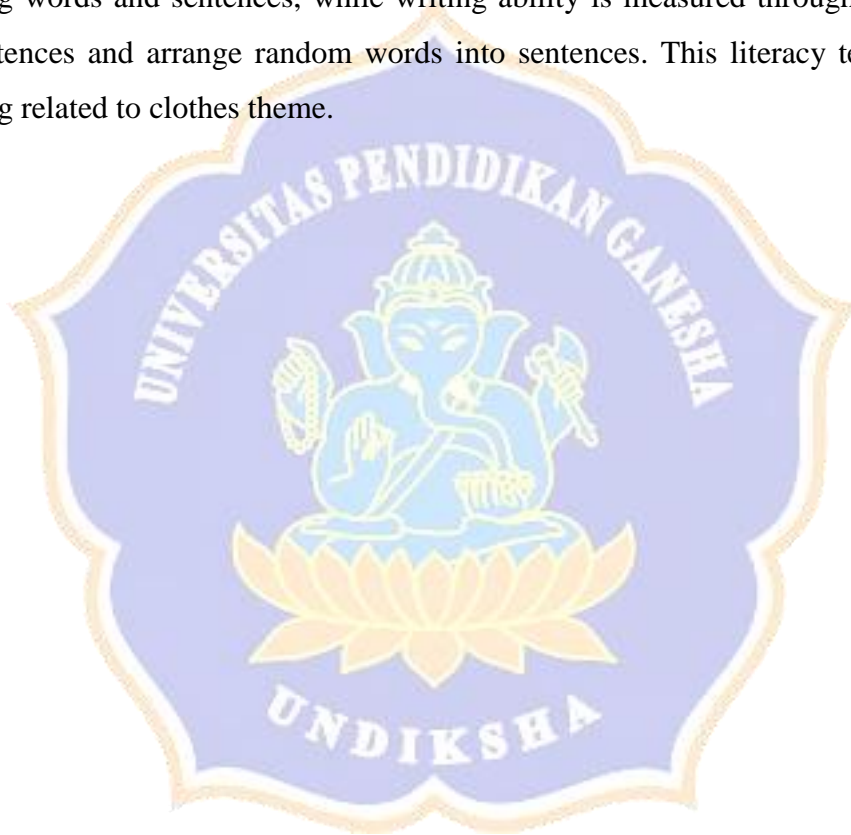 g words and sentences, while writing ability is measured through
tences and arrange random words into sentences. This literacy te
g related to clothes theme.
UNIVERSITAS PENDIDIKAN GANESHA
UNDIKSHA